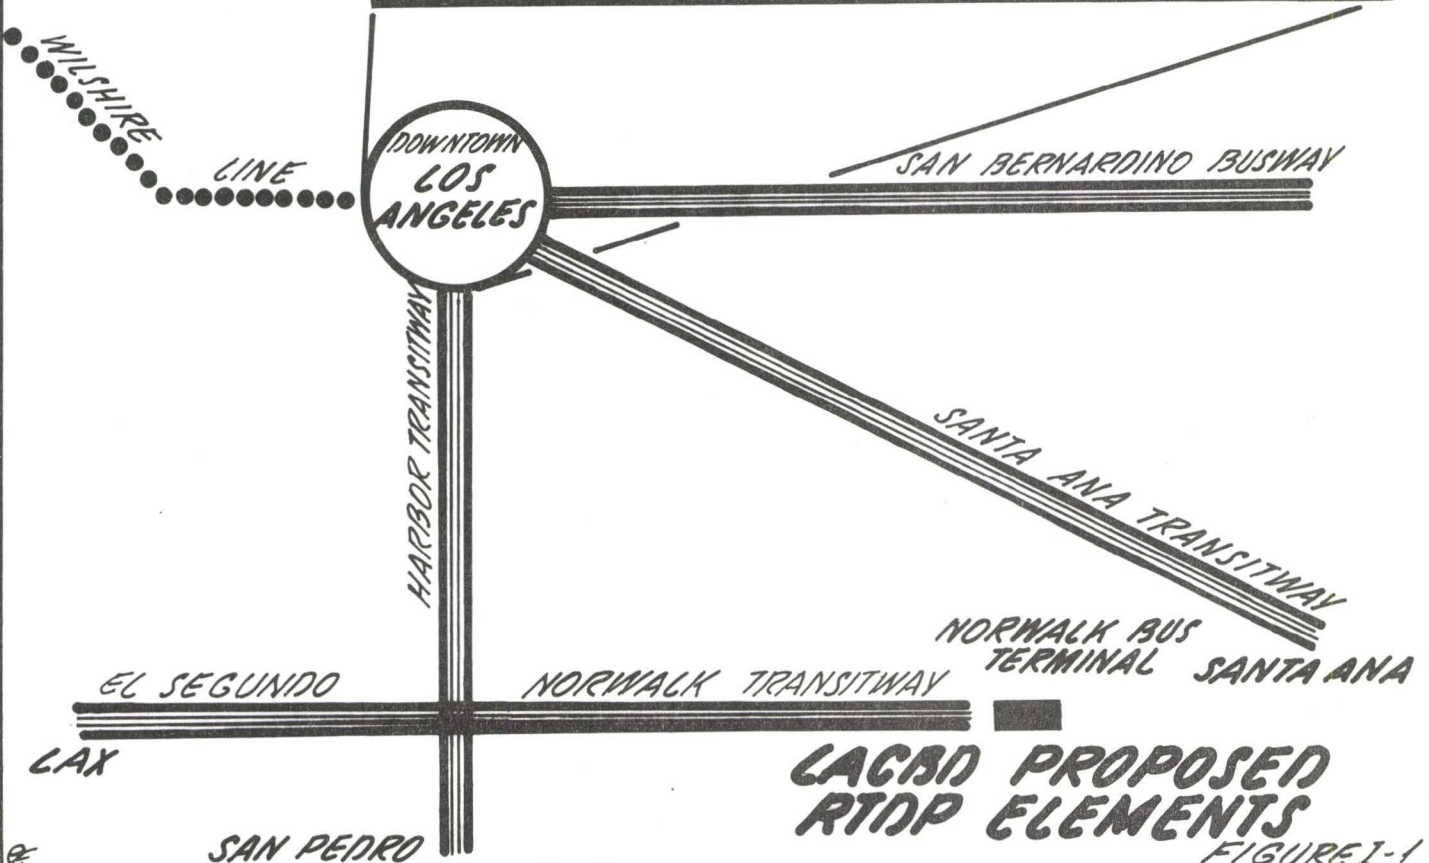 WILSHIRE
LINE
DOWNTOWN
LOS
ANGELES
SAN BERNARDINO BUSWAY
HARBOR TRANSITWAY
SANTA ANA TRANSITWAY
NORWALK BUS
TERMINAL
SANTA ANA
EL SEGUNDO
NORWALK TRANSITWAY
LAX
LACBD PROPOSED
RTDP ELEMENTS
SAN PEDRO
FIGURE I-1